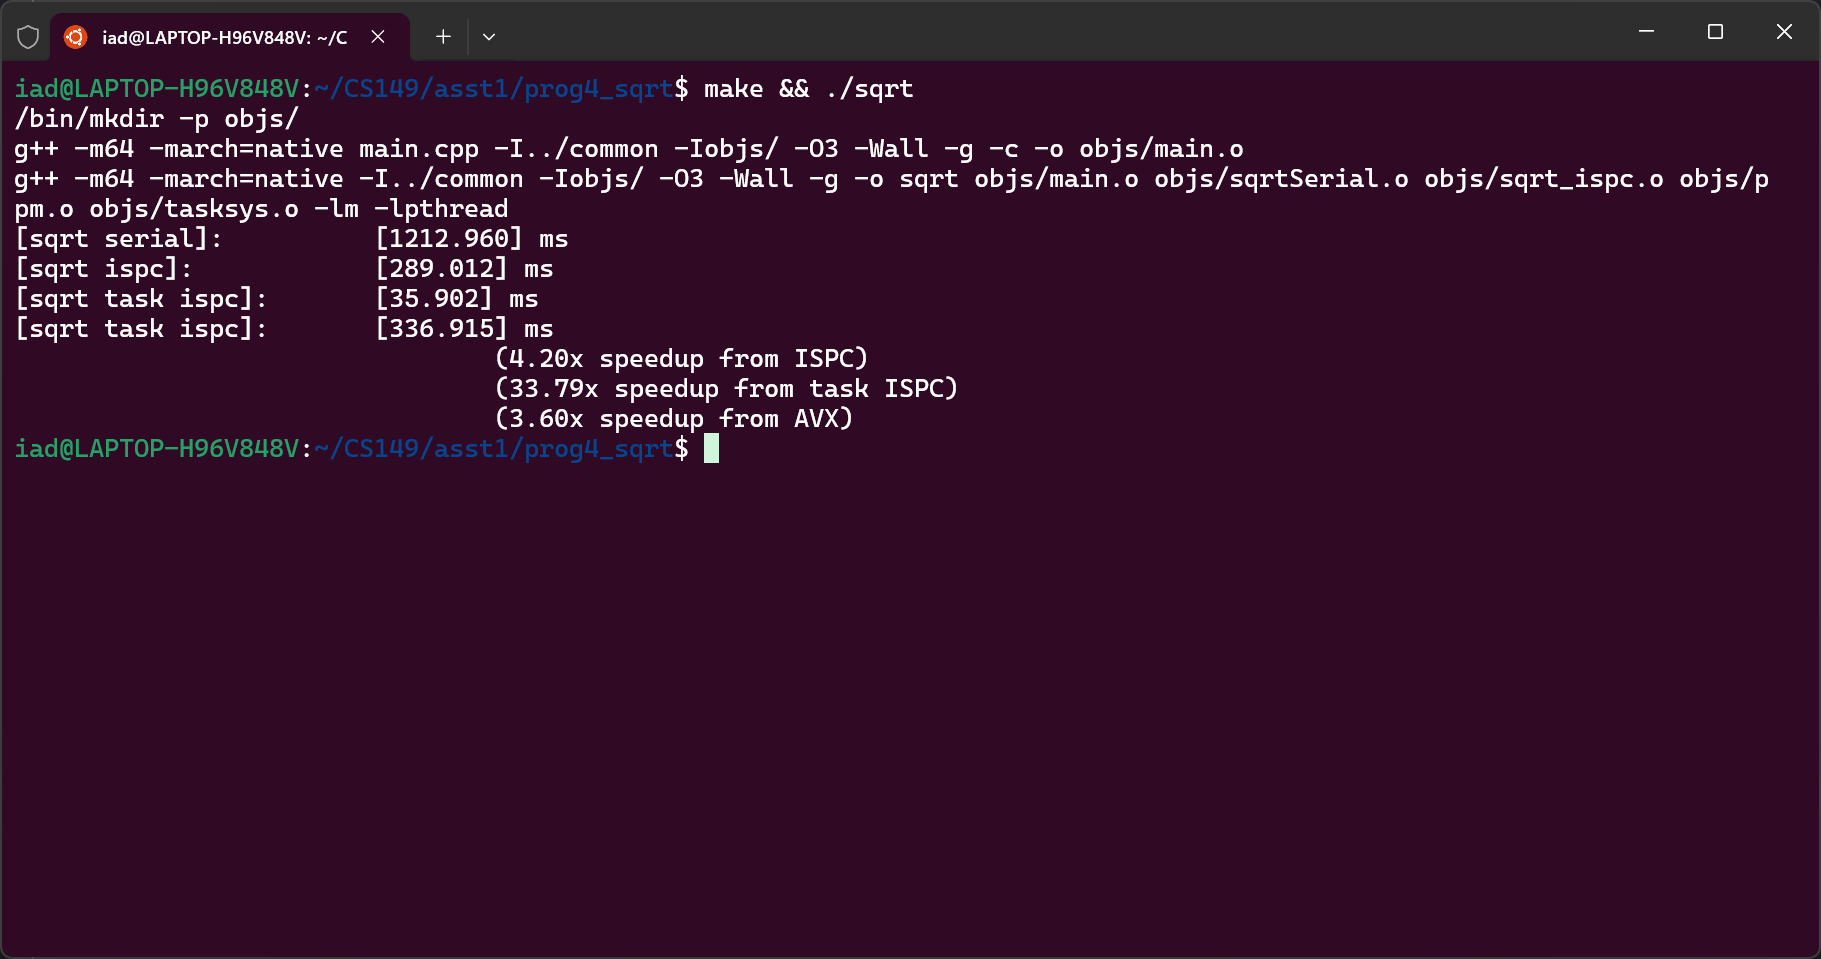 iad@LAPTOP-H96V848V: ~/C
iad@LAPTOP-H96V848V:~/CS149/asst1/prog4_sqrt$ make && ./sqrt
/bin/mkdir -p objs/
g++ -m64 -march=native main.cpp -I../common -Iobjs/ -O3 -Wall -g -c -o objs/main.o
g++ -m64 -march=native -I../common -Iobjs/ -O3 -Wall -g -o sqrt objs/main.o objs/sqrtSerial.o objs/sqrt_ispc.o objs/p
pm.o objs/tasksys.o -lm -lpthread
[sqrt serial]:          [1212.960] ms
[sqrt ispc]:            [289.012] ms
[sqrt task ispc]:       [35.902] ms
[sqrt task ispc]:       [336.915] ms
                                (4.20x speedup from ISPC)
                                (33.79x speedup from task ISPC)
                                (3.60x speedup from AVX)
iad@LAPTOP-H96V848V:~/CS149/asst1/prog4_sqrt$